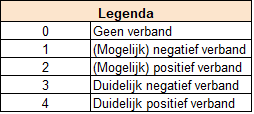 Legenda
0 Geen verband
1 (Mogelijk) negatief verband
2 (Mogelijk) positief verband
3 Duidelijk negatief verband
4 Duidelijk positief verband